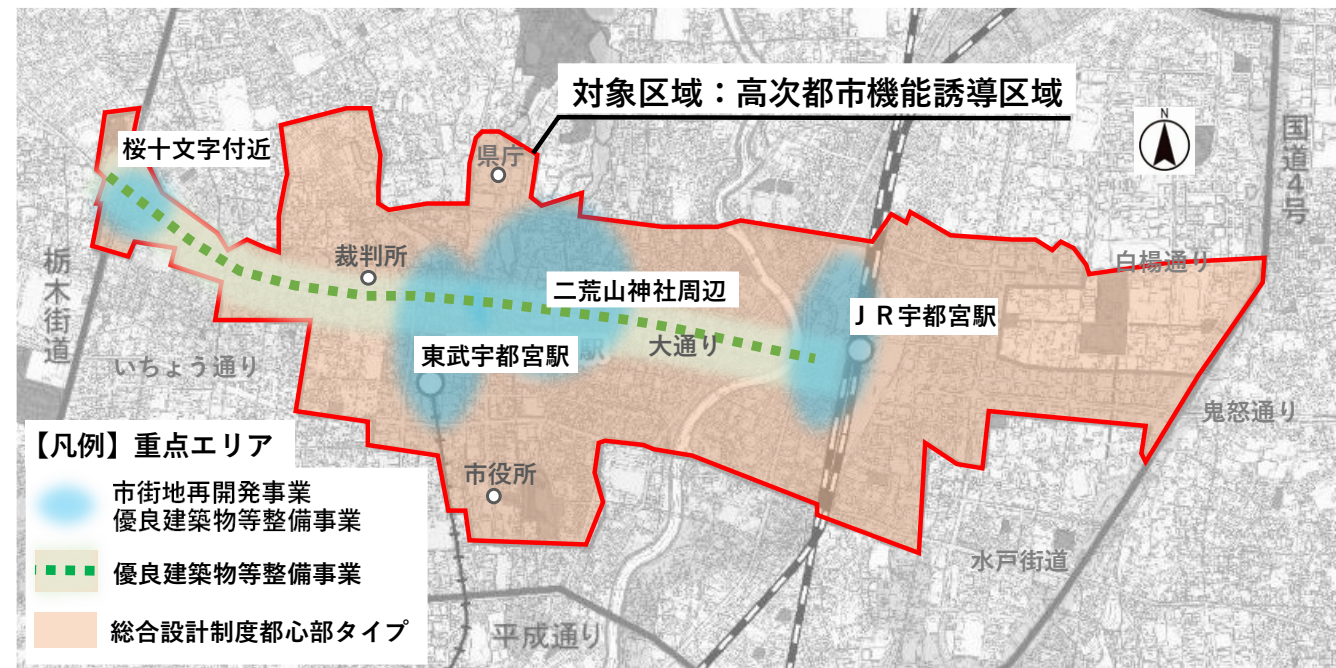 対象区域：高次都市機能誘導区域
N
国道4号
桜十文字付近
県庁
栃木街道
裁判所
白楊通り
二荒山神社周辺
ＪＲ宇都宮駅
東武宇都宮駅
駅
大通り
いちょう通り
鬼怒通り
【凡例】重点エリア
市街地再開発事業
優良建築物等整備事業
優良建築物等整備事業
総合設計制度都心部タイプ
市役所
水戸街道
平成通り